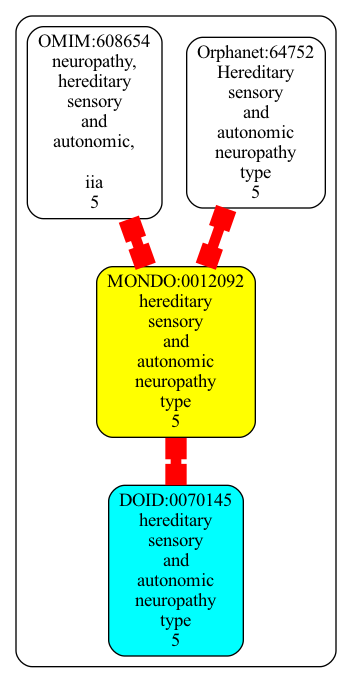 OMIM:608654
neuropathy,
hereditary
sensory
and
autonomic,
iia
5
Orphanet:64752
Hereditary
sensory
and
autonomic
neuropathy
type
5
MONDO:0012092
hereditary
sensory
and
autonomic
neuropathy
type
5
DOID:0070145
hereditary
sensory
and
autonomic
neuropathy
type
5